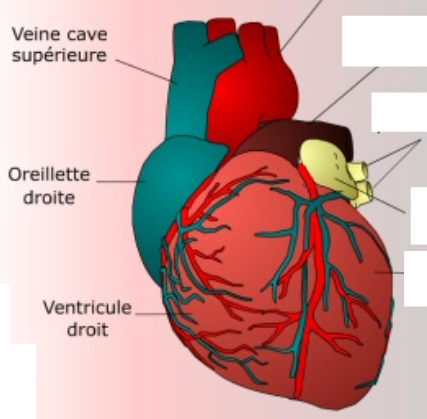 Veine cave
supérieure
Oreillette
droite
Ventricule
droit